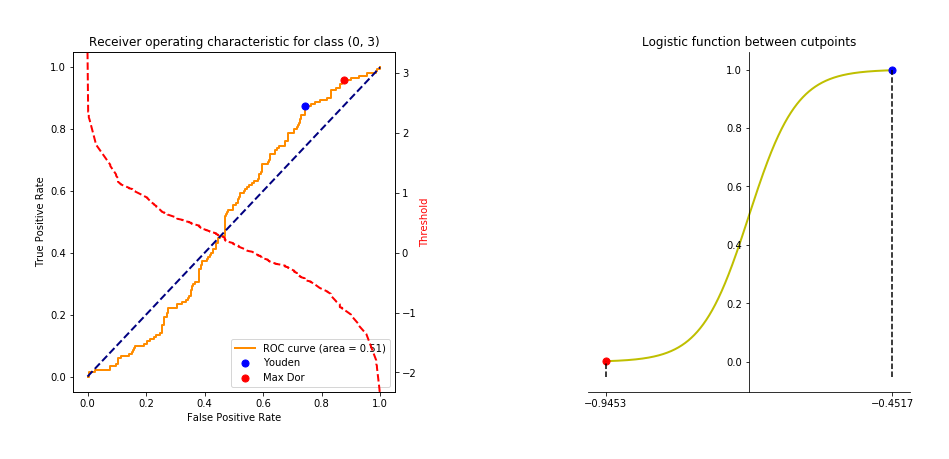 Receiver operating characteristic for class (0, 3)
1.0
0.8
0.6
0.4
0.2
0.0
True Positive Rate
0.0 0.2 0.4 0.6 0.8 1.0
False Positive Rate
3
2
1
0
−1
−2
Threshold
ROC curve (area = 0.51)
Youden
Max Dor
Logistic function between cutpoints
1.0
0.8
0.6
0.4
0.2
0.0
−0.9453 −0.4517